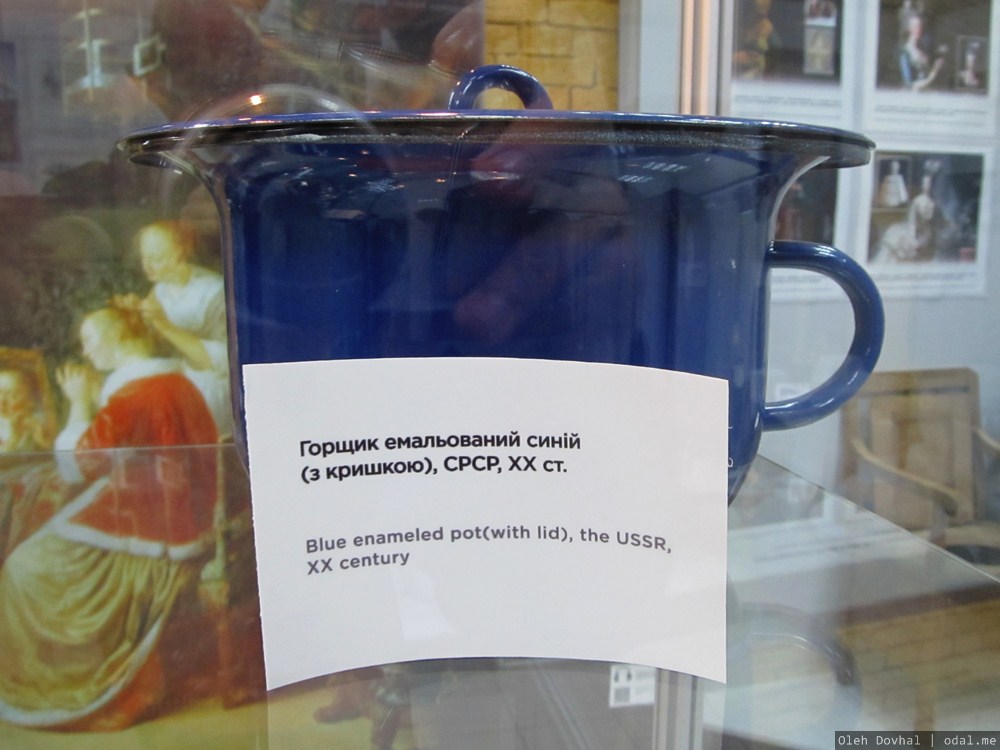 Горщик емальований синій
(з кришкою), СРСР, XX ст.
Blue enameled pot(with lid), the USSR,
XX century
Oleh Dovhal | odal.me